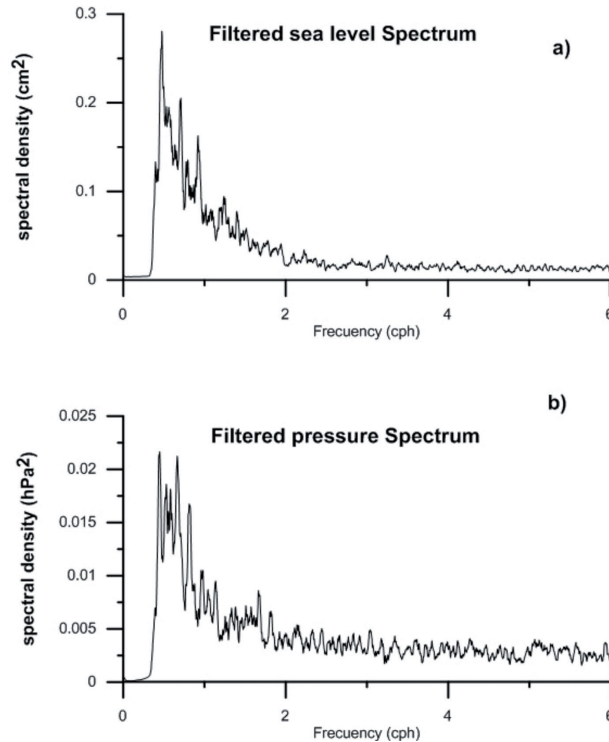 0.3
Filtered sea level Spectrum
a)
0.2
0.1
0
spectral density (cm2)
0
2
4
6
Frecuency (cph)
b)
0.025
Filtered pressure Spectrum
0.02
0.015
0.01
0.005
0
spectral density (hPa2)
0
2
4
6
Frecuency (cph)